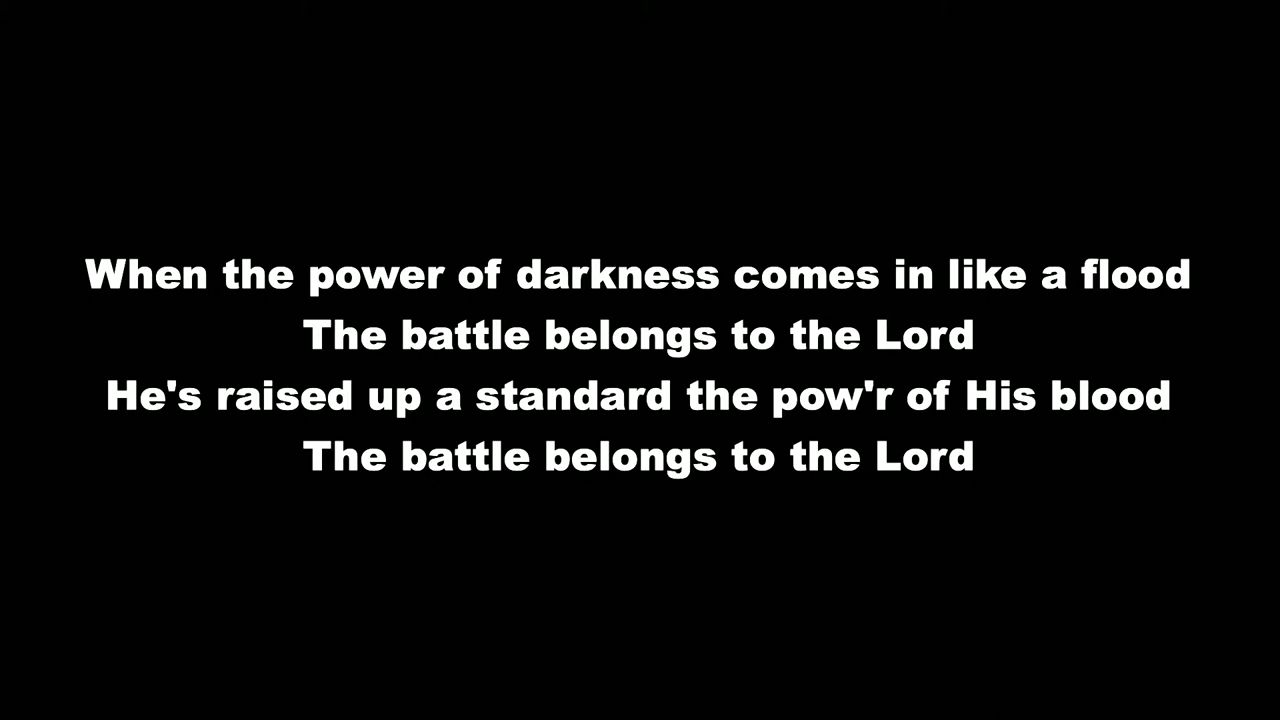 When the power of darkness comes in like a flood
The battle belongs to the Lord
He's raised up a standard the pow'r of His blood
The battle belongs to the Lord